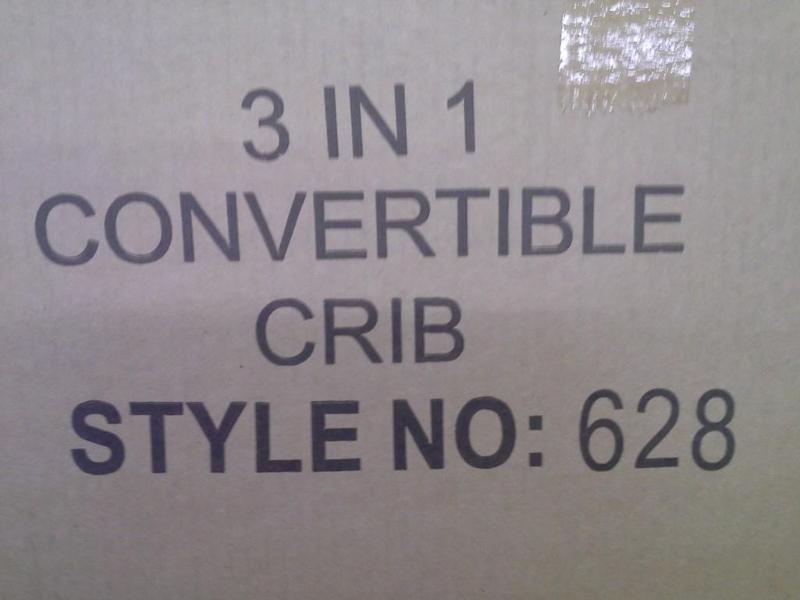 3 IN 1
CONVERTIBLE
CRIB
STYLE NO: 628